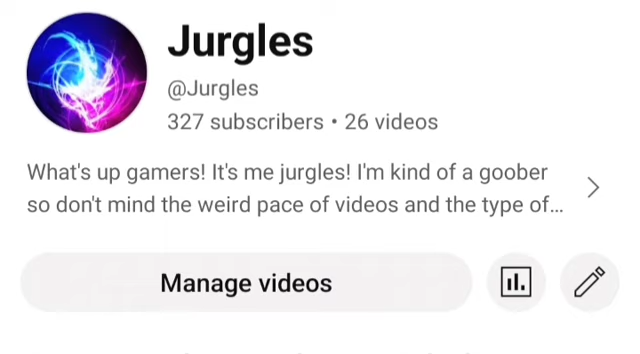 Jurgles
@Jurgles
327 subscribers • 26 videos
What's up gamers! It's me jurgles! I'm kind of a goober
so don't mind the weird pace of videos and the type of...
Manage videos